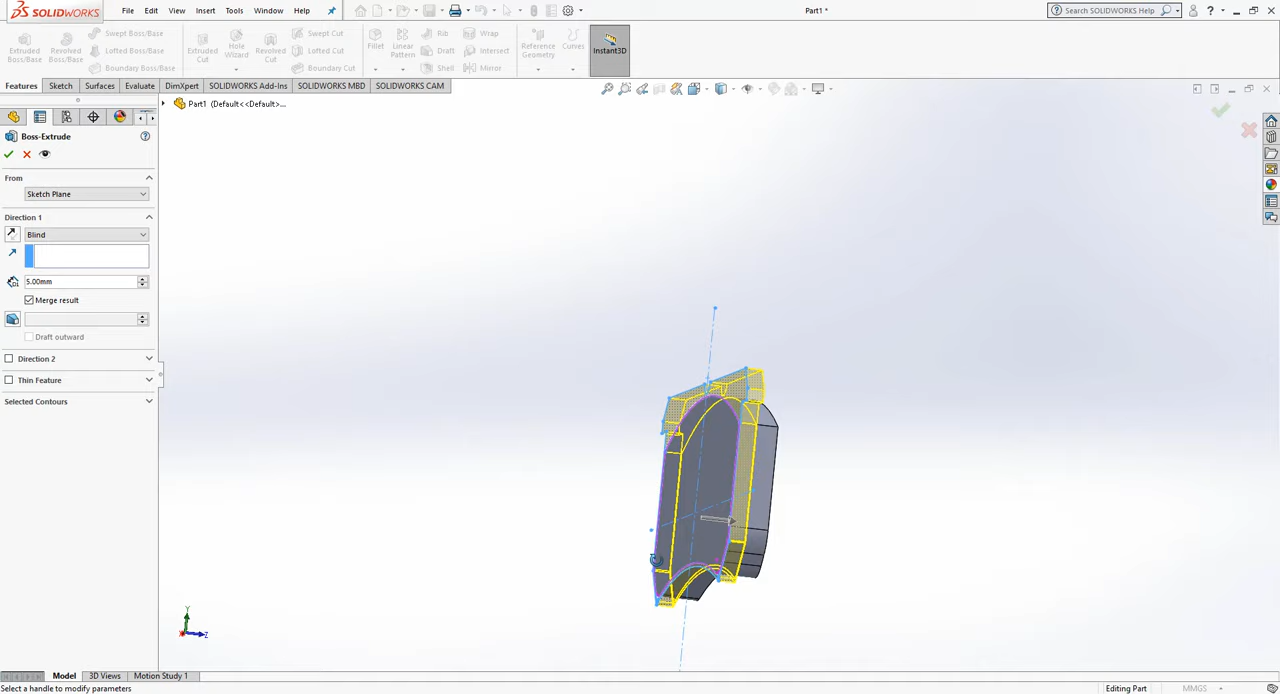 SOLIDWORKS File Edit View Insert Tools Window Help Part1 * Search SOLIDWORKS Help ?
Extruded Boss/Base
Revolved Boss/Base
Swept Boss/Base
Lofted Boss/Base
Boundary Boss/Base
Extruded Cut
Hole Wizard
Revolved Cut
Swept Cut
Lofted Cut
Boundary Cut
Fillet
Linear Pattern
Rib
Draft
Shell
Wrap
Intersect
Mirror
Reference Geometry
Curves
Instant3D
Features Sketch Surfaces Evaluate DimXpert SOLIDWORKS Add-Ins SOLIDWORKS MBD SOLIDWORKS CAM
Part1 (Default<<Default>...
Boss-Extrude
From
Sketch Plane
Direction 1
Blind
5.00mm
Merge result
Draft outward
Direction 2
Thin Feature
Selected Contours
Y
X
Z
Model 3D Views Motion Study 1
Select a handle to modify parameters Editing Part MMGS